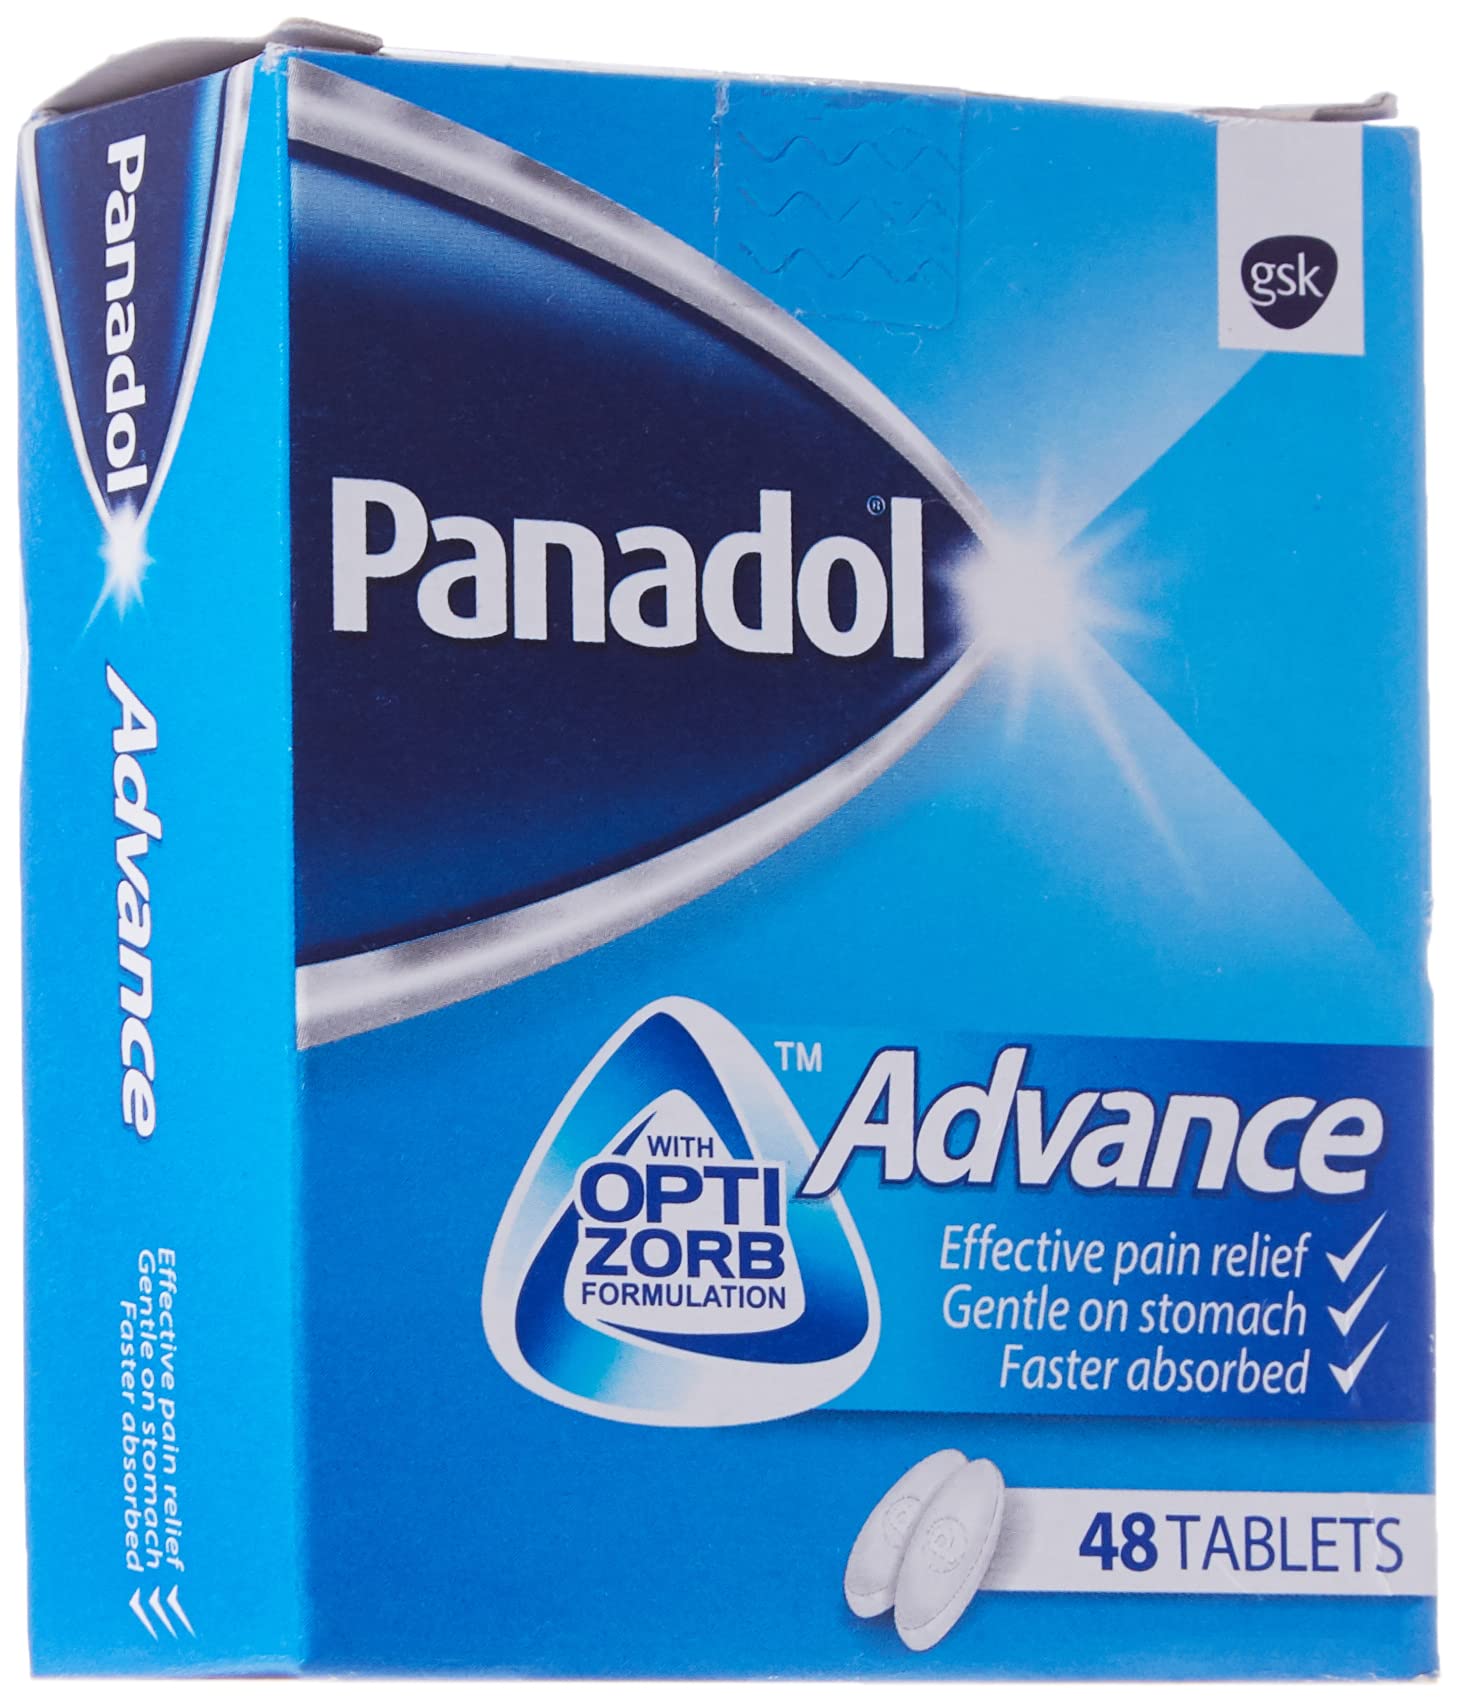 Panadol
Advance
Effective pain relief
Gentle on stomach
Faster absorbed
gsk
Panadol®
WITH
OPTI
ZORB
FORMULATION
™
Advance
Effective pain relief
Gentle on stomach
Faster absorbed
48 TABLETS